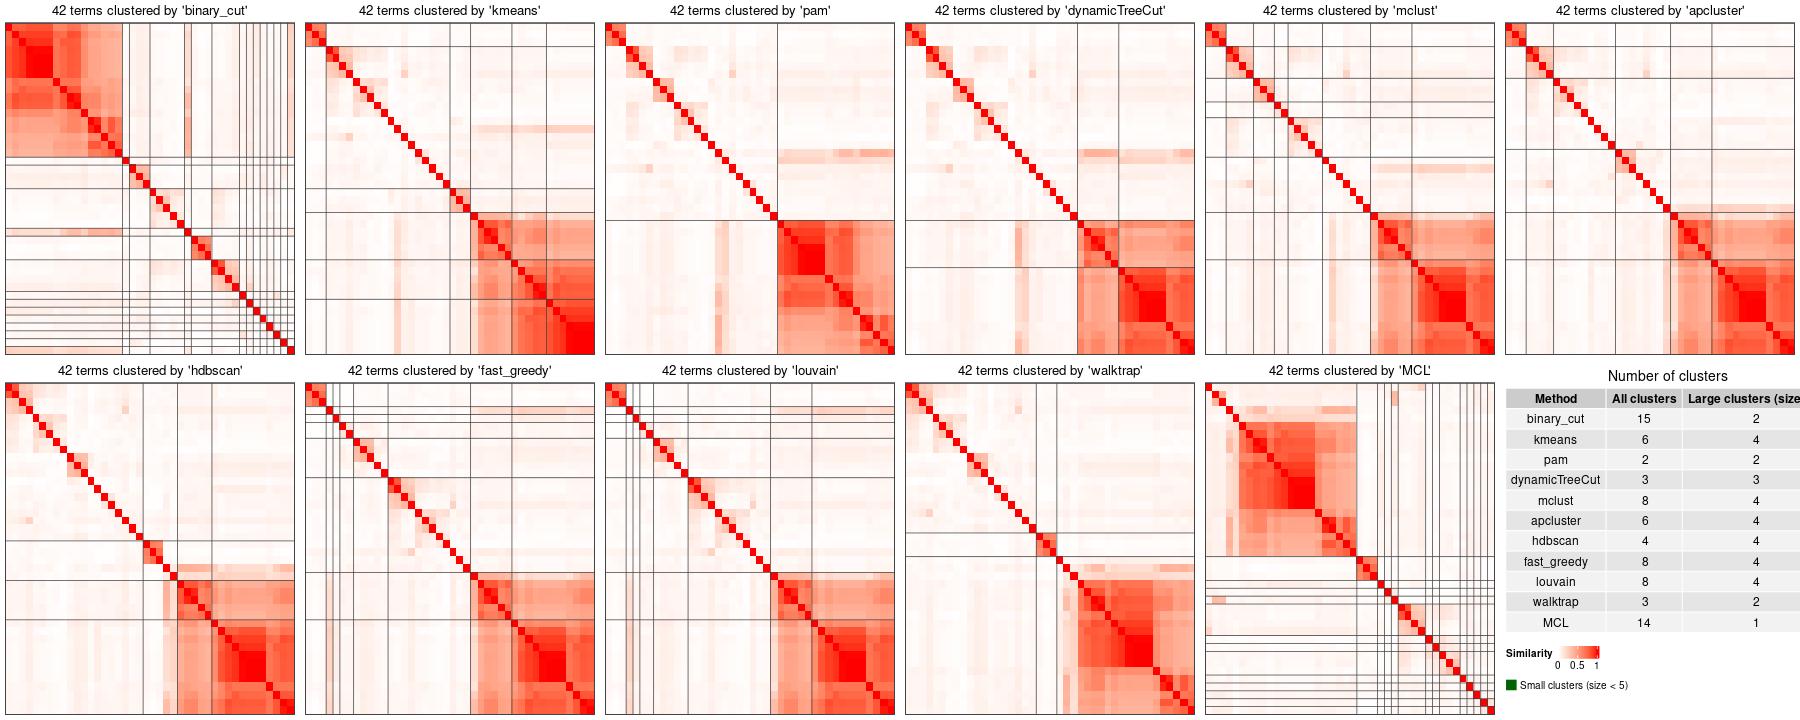 42 terms clustered by 'binary_cut'
42 terms clustered by 'kmeans'
42 terms clustered by 'pam'
42 terms clustered by 'dynamicTreeCut'
42 terms clustered by 'mclust'
42 terms clustered by 'apcluster'
42 terms clustered by 'hdbscan'
42 terms clustered by 'fast_greedy'
42 terms clustered by 'louvain'
42 terms clustered by 'walktrap'
42 terms clustered by 'MCL'
Number of clusters
Method All clusters Large clusters (size
binary_cut 15 2
kmeans 6 4
pam 2 2
dynamicTreeCut 3 3
mclust 8 4
apcluster 6 4
hdbscan 4 4
fast_greedy 8 4
louvain 8 4
walktrap 3 2
MCL 14 1
Similarity
0 0.5 1
Small clusters (size < 5)